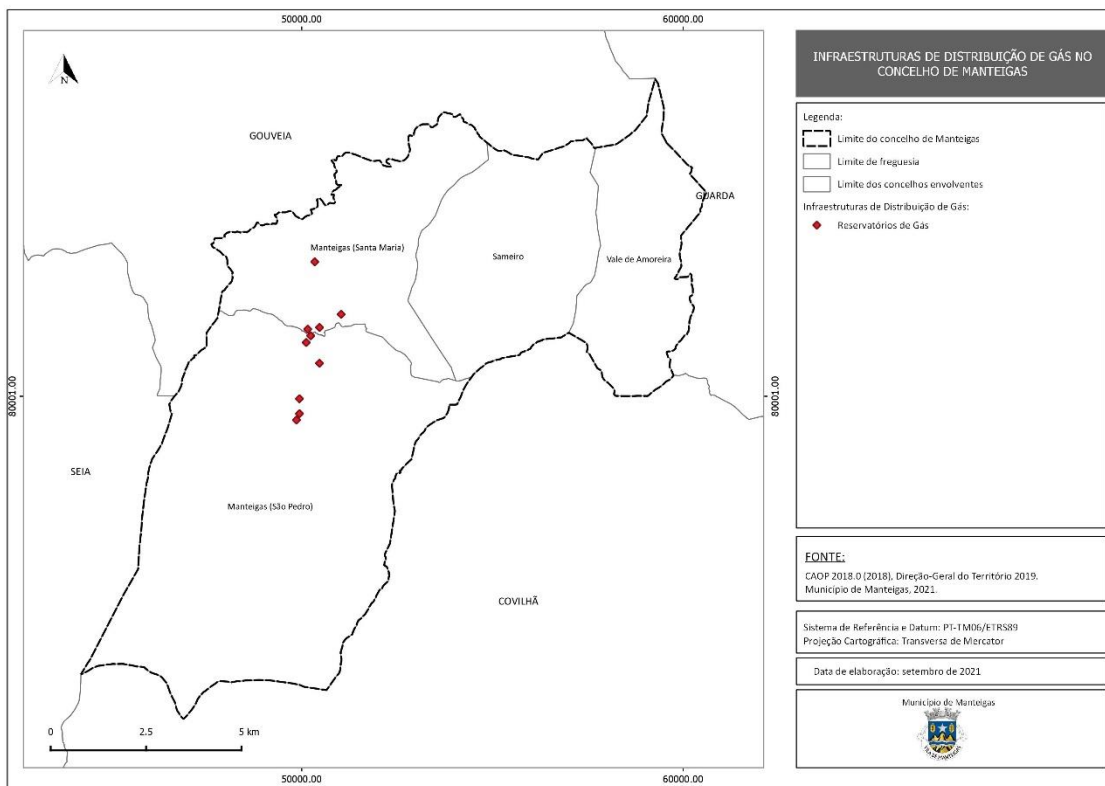 50000.00
60000.00
N
GOUVEIA
GUARDA
Manteigas (Santa Maria)
Sameiro
Vale de Amoreira
80001.00
80001.00
SEIA
Manteigas (São Pedro)
COVILHÃ
0 2.5 5 km
50000.00
60000.00
INFRAESTRUTURAS DE DISTRIBUIÇÃO DE GÁS NO
CONCELHO DE MANTEIGAS
Legenda:
Limite do concelho de Manteigas
Limite de freguesia
Limite dos concelhos envolventes
Infraestruturas de Distribuição de Gás:
Reservatórios de Gás
FONTE:
CAOP 2018.0 (2018), Direção-Geral do Território 2019.
Município de Manteigas, 2021.
Sistema de Referência e Datum: PT-TM06/ETRS89
Projeção Cartográfica: Transversa de Mercator
Data de elaboração: setembro de 2021
Município de Manteigas
VILA DE MANTEIGAS